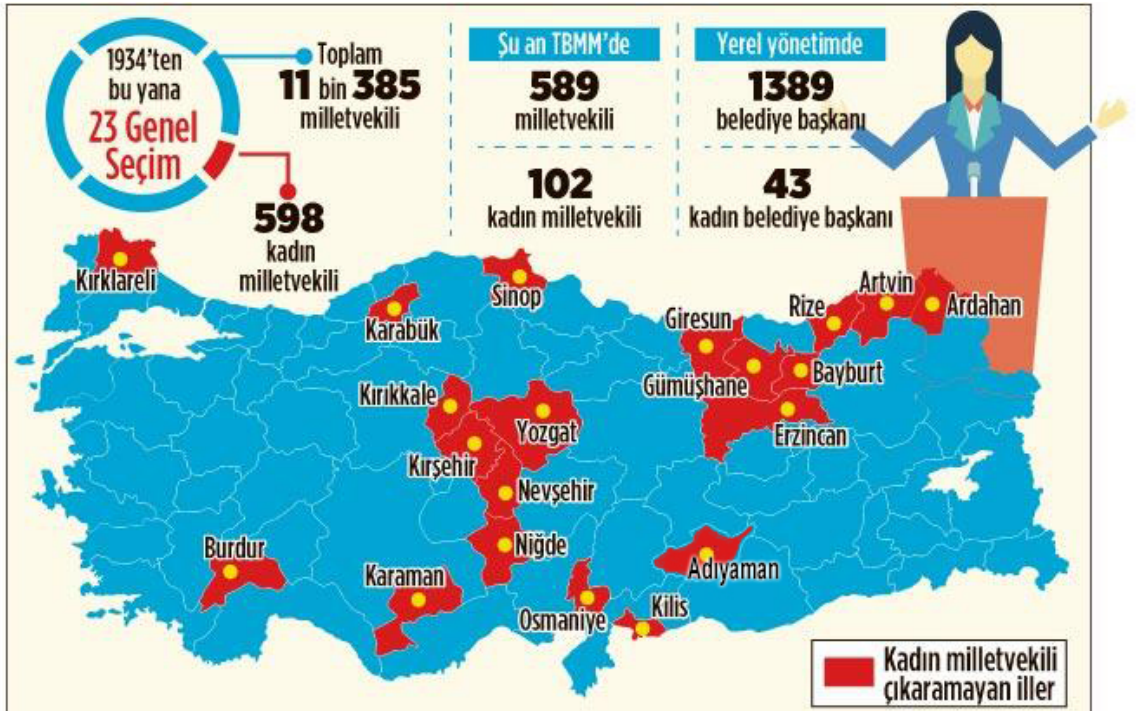 1934'ten
bu yana
23 Genel
Seçim
Toplam
11 bin 385
milletvekili
598
kadın
milletvekili
Şu an TBMM'de
589
milletvekili
102
kadın milletvekili
Yerel yönetimde
1389
belediye başkanı
43
kadın belediye başkanı
Kırklareli
Karabük
Sinop
Giresun
Rize
Artvin
Ardahan
Gümüşhane
Bayburt
Erzincan
Kırıkkale
Yozgat
Kırşehir
Nevşehir
Niğde
Burdur
Karaman
Osmaniye
Kilis
Adıyaman
Kadın milletvekili
çıkaramayan iller